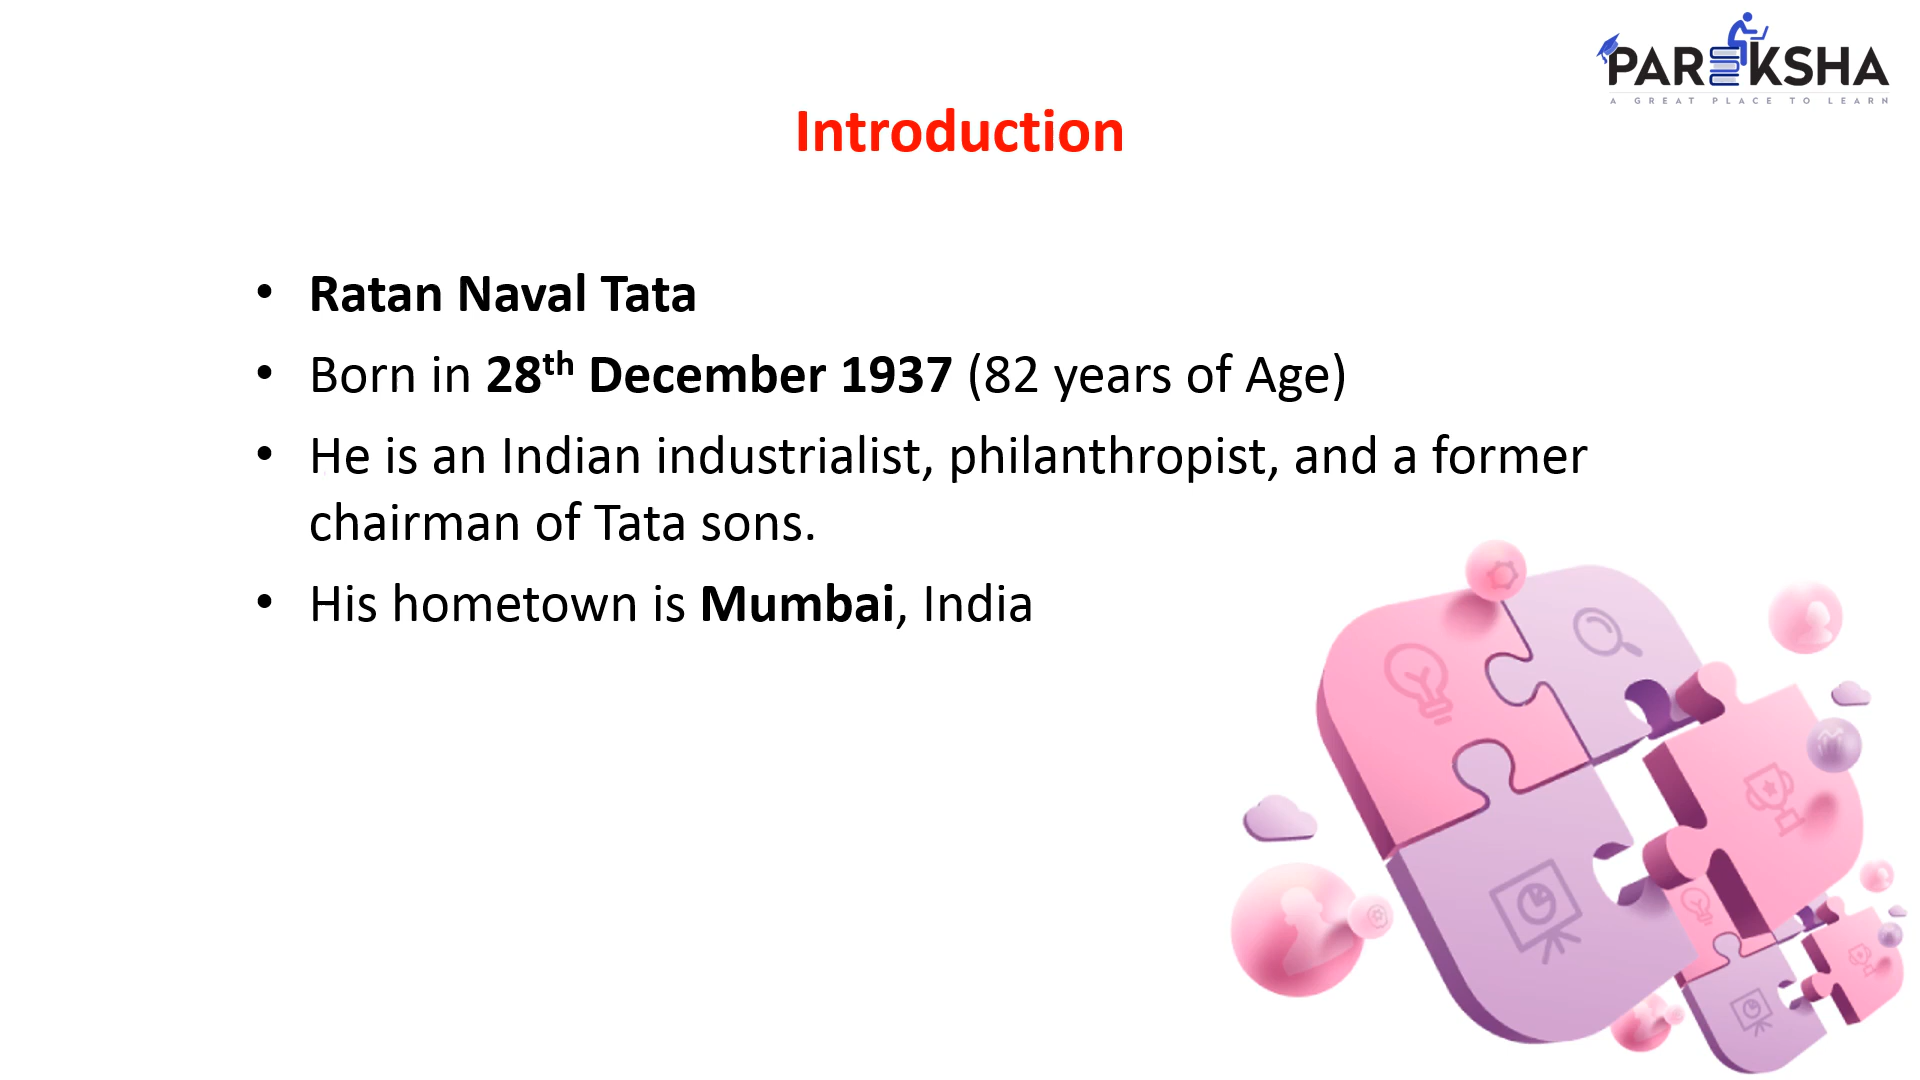 PAREEKSHA
A GREAT PLACE TO LEARN
Introduction
• Ratan Naval Tata
• Born in 28th December 1937 (82 years of Age)
• He is an Indian industrialist, philanthropist, and a former
chairman of Tata sons.
• His hometown is Mumbai, India